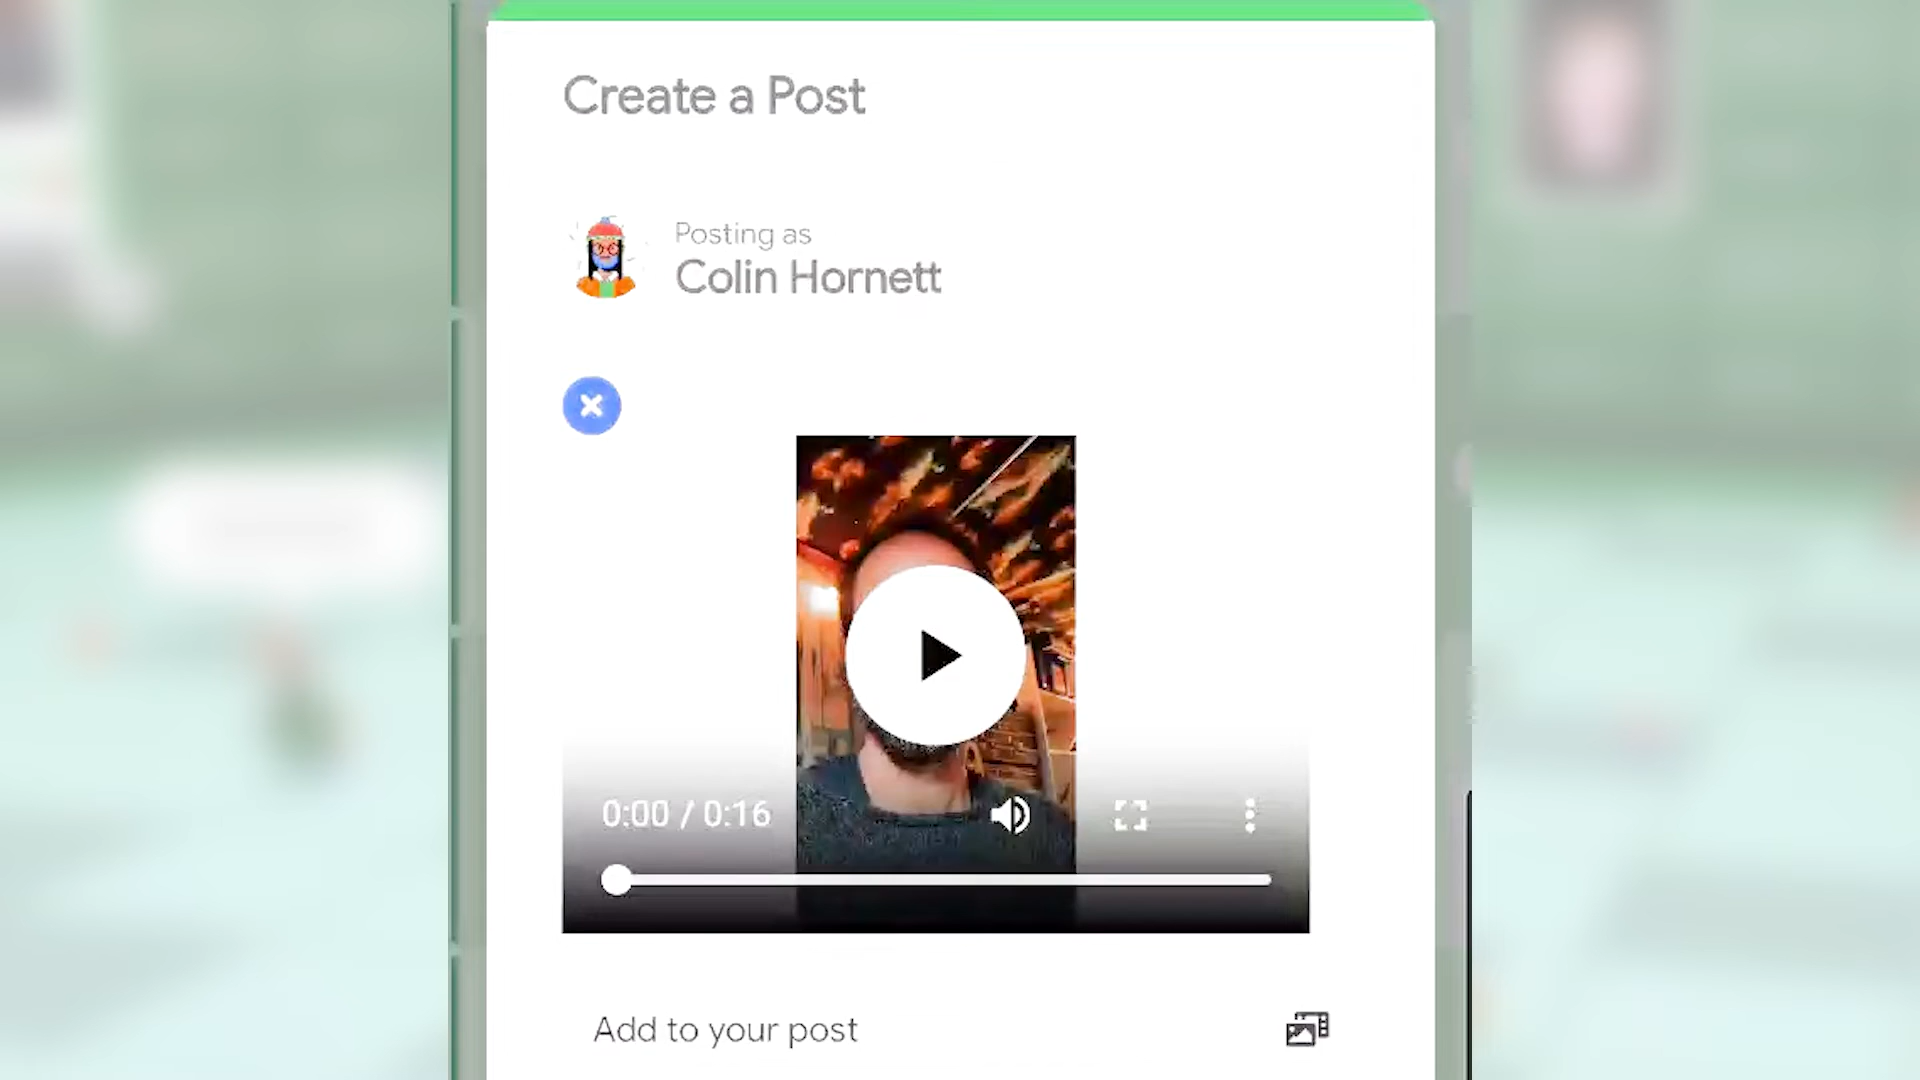 Create a Post
Posting as
Colin Hornett
0:00 / 0:16
Add to your post